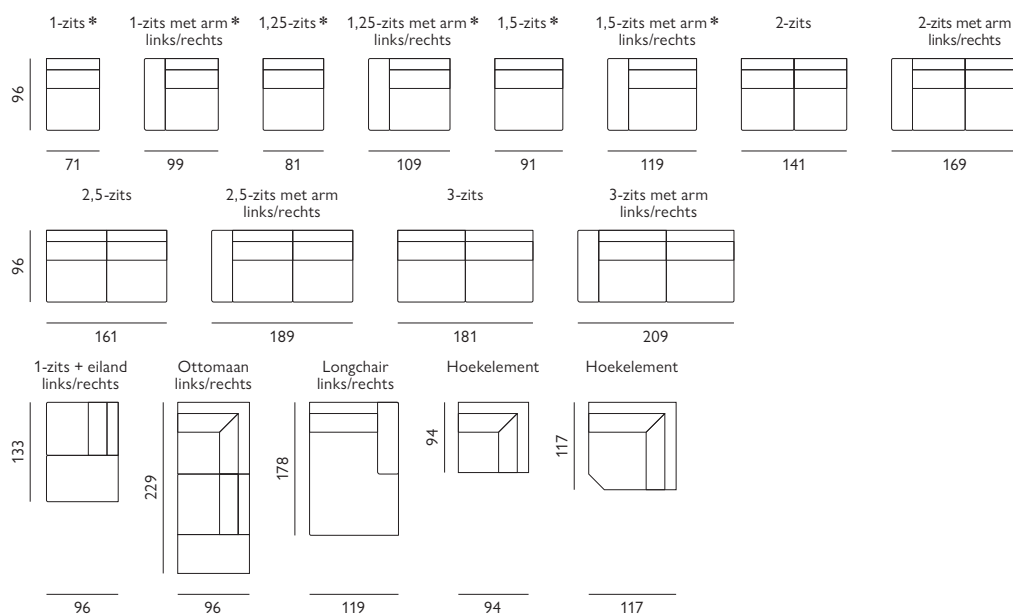 1-zits *
1-zits met arm *
links/rechts
1,25-zits *
1,25-zits met arm *
links/rechts
1,5-zits *
1,5-zits met arm *
links/rechts
2-zits
2-zits met arm
links/rechts
96
71
99
81
109
91
119
141
169
2,5-zits
2,5-zits met arm
links/rechts
3-zits
3-zits met arm
links/rechts
96
161
189
181
209
1-zits + eiland
links/rechts
Ottomaan
links/rechts
Longchair
links/rechts
Hoekelement
Hoekelement
133
229
178
94
117
96
96
119
94
117